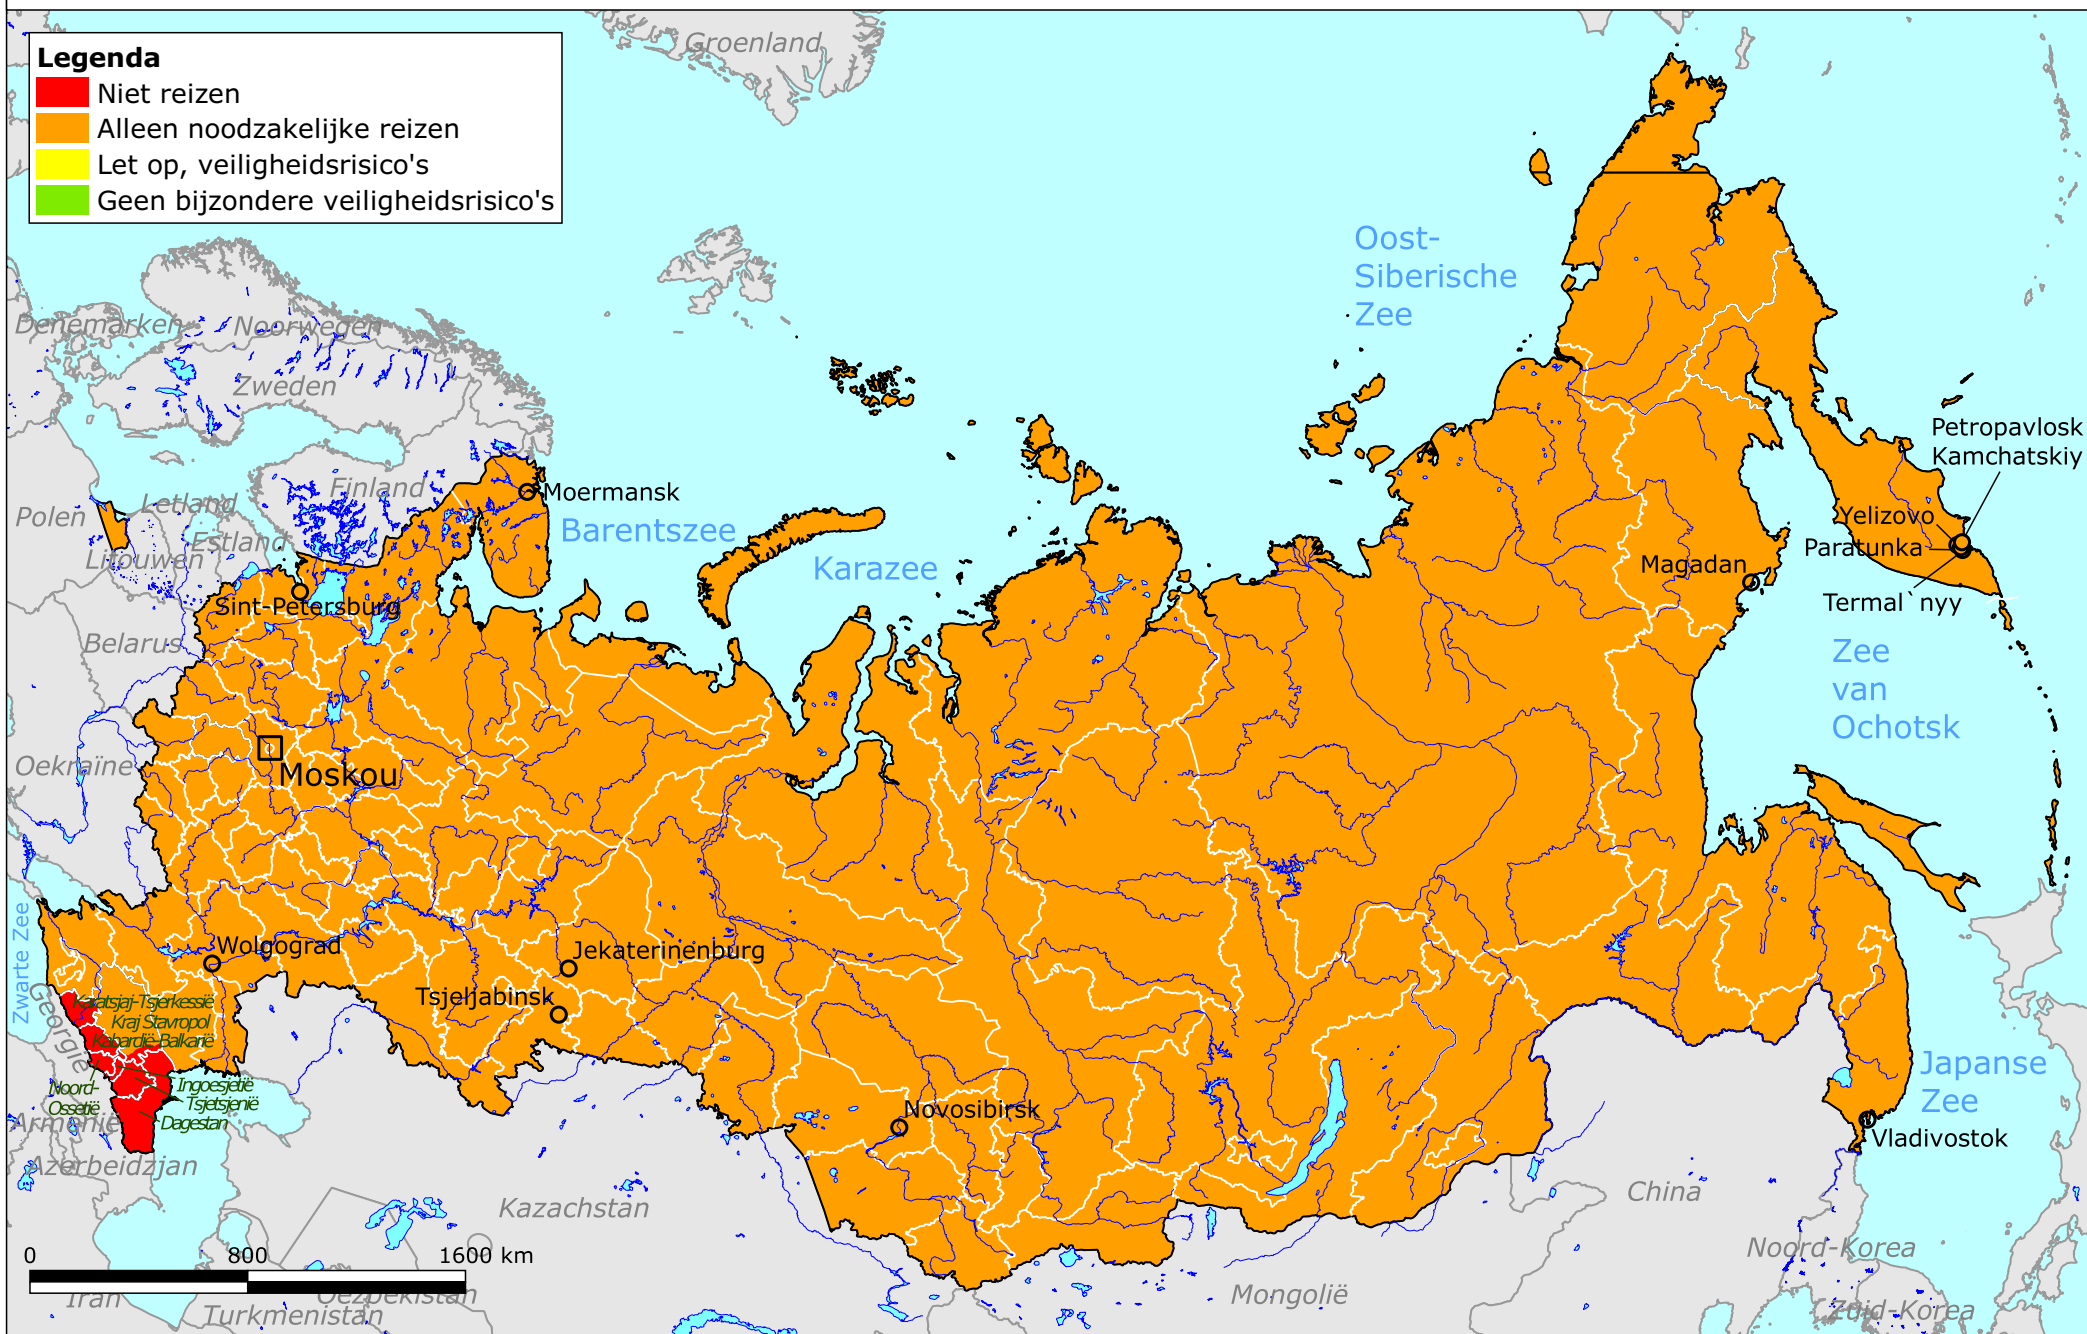 Groenland
Legenda
Niet reizen
Alleen noodzakelijke reizen
Let op, veiligheidsrisico's
Geen bijzondere veiligheidsrisico's
Oost-
Siberische
Zee
Denemarken
Noorwegen
Zweden
Petropavlosk
Kamchatskiy
Finland
Moermansk
Letland
Polen
Barentszee
Yelizovo
Estland
Paratunka
Litouwen
Karazee
Magadan
Termal`nyy
Sint-Petersburg
Belarus
Zee
van
Ochotsk
Oekraïne
Moskou
Zwarte Zee
Wolgograd
Jekaterinenburg
Tsjeljabinsk
Georgië
Karatsjaj-Tsjerkessië
Kraj Stavropol
Kabardië-Balkarië
Noord-
Ossetië
Ingoesjetië
Tsjetsjenië
Dagestan
Japanse
Zee
Armenië
Novosibirsk
Vladivostok
Azerbeidzjan
Kazachstan
China
Noord-Korea
0 800 1600 km
Iran
Oezbekistan
Turkmenistan
Mongolië
Zuid-Korea